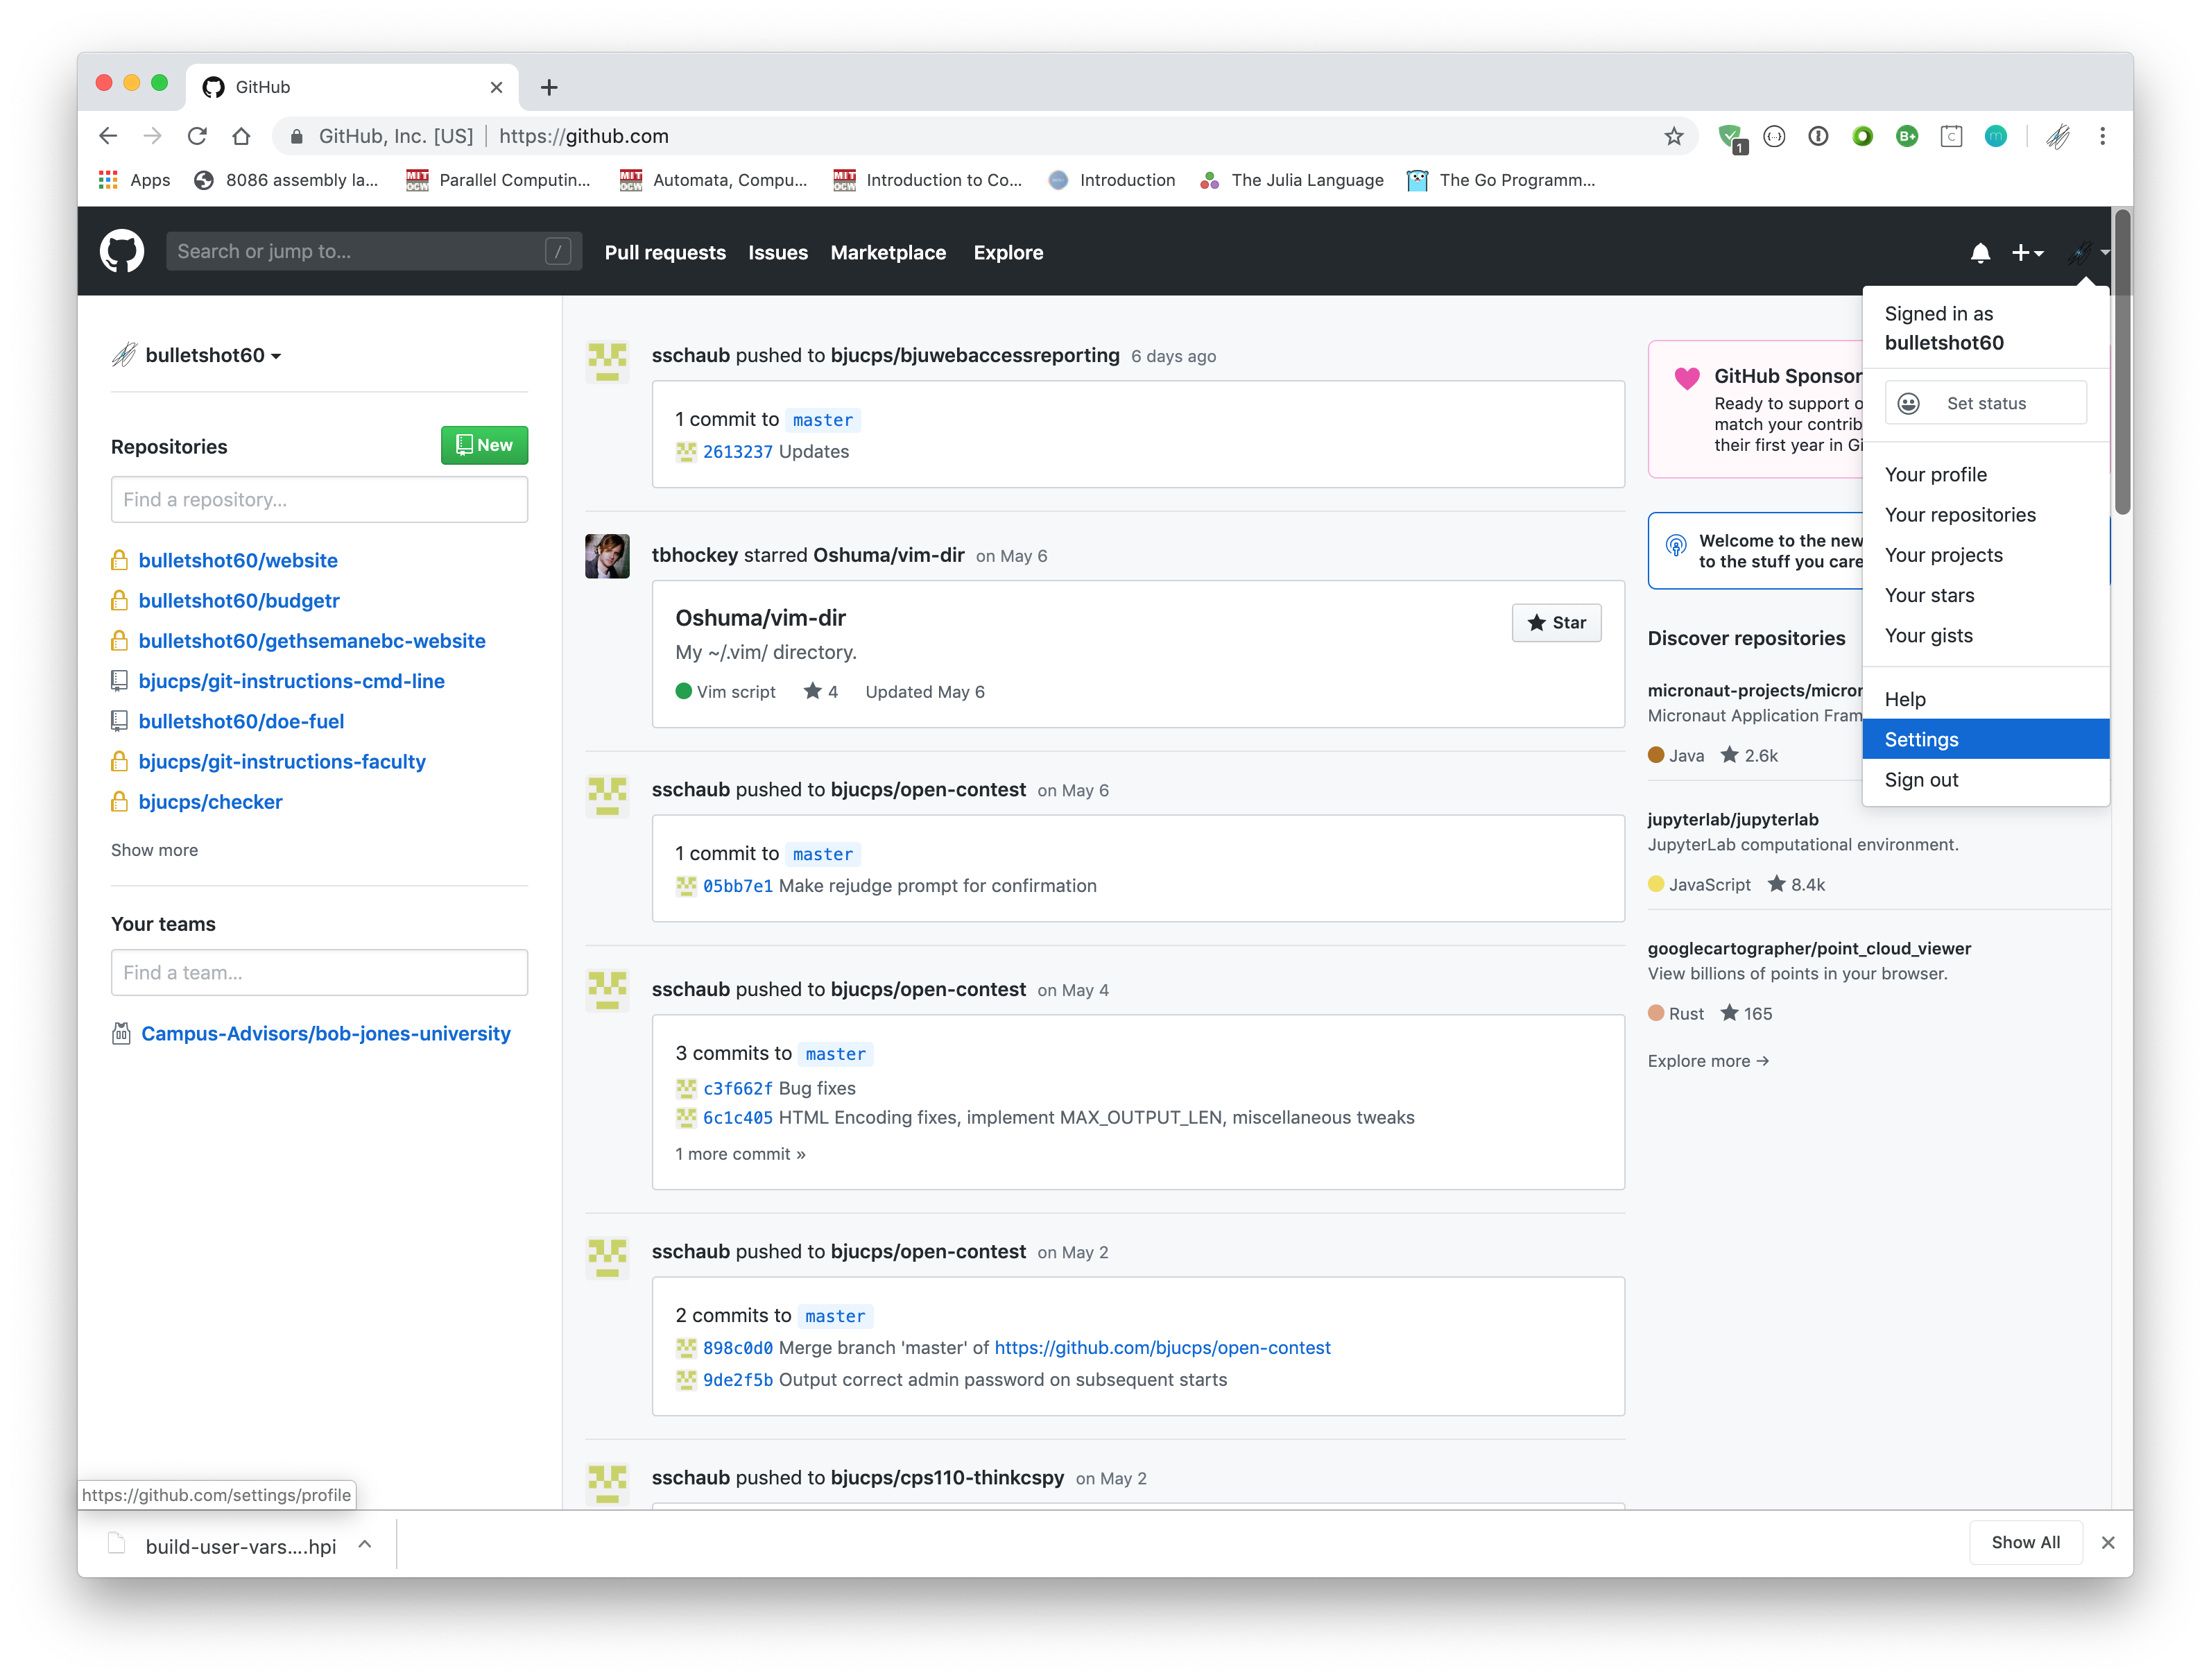 GitHub
GitHub, Inc. [US] | https://github.com
1
Apps
8086 assembly la...
MIT OCW
Parallel Computin...
MIT OCW
Automata, Compu...
MIT OCW
Introduction to Co...
Introduction
The Julia Language
The Go Programm...
Search or jump to...
/
Pull requests
Issues
Marketplace
Explore
bulletshot60
Repositories
New
Find a repository...
bulletshot60/website
bulletshot60/budgetr
bulletshot60/gethsemanebc-website
bjucps/git-instructions-cmd-line
bulletshot60/doe-fuel
bjucps/git-instructions-faculty
bjucps/checker
Show more
Your teams
Find a team...
Campus-Advisors/bob-jones-university
sschaub pushed to bjucps/bjuwebaccessreporting 6 days ago
1 commit to master
2613237 Updates
tbhockey starred Oshuma/vim-dir on May 6
Oshuma/vim-dir
Star
My ~/.vim/ directory.
Vim script 4 Updated May 6
sschaub pushed to bjucps/open-contest on May 6
1 commit to master
05bb7e1 Make rejudge prompt for confirmation
sschaub pushed to bjucps/open-contest on May 4
3 commits to master
c3f662f Bug fixes
6c1c405 HTML Encoding fixes, implement MAX_OUTPUT_LEN, miscellaneous tweaks
1 more commit »
sschaub pushed to bjucps/open-contest on May 2
2 commits to master
898c0d0 Merge branch 'master' of https://github.com/bjucps/open-contest
9de2f5b Output correct admin password on subsequent starts
sschaub pushed to bjucps/cps110-thinkcspy on May 2
GitHub Sponsor
Ready to support o
match your contrib
their first year in Gi
Welcome to the new
to the stuff you care
Discover repositories
micronaut-projects/micror
Micronaut Application Fram
Java 2.6k
jupyterlab/jupyterlab
JupyterLab computational environment.
JavaScript 8.4k
googlecartographer/point_cloud_viewer
View billions of points in your browser.
Rust 165
Explore more →
Signed in as
bulletshot60
Set status
Your profile
Your repositories
Your projects
Your stars
Your gists
Help
Settings
Sign out
https://github.com/settings/profile
build-user-vars....hpi
Show All